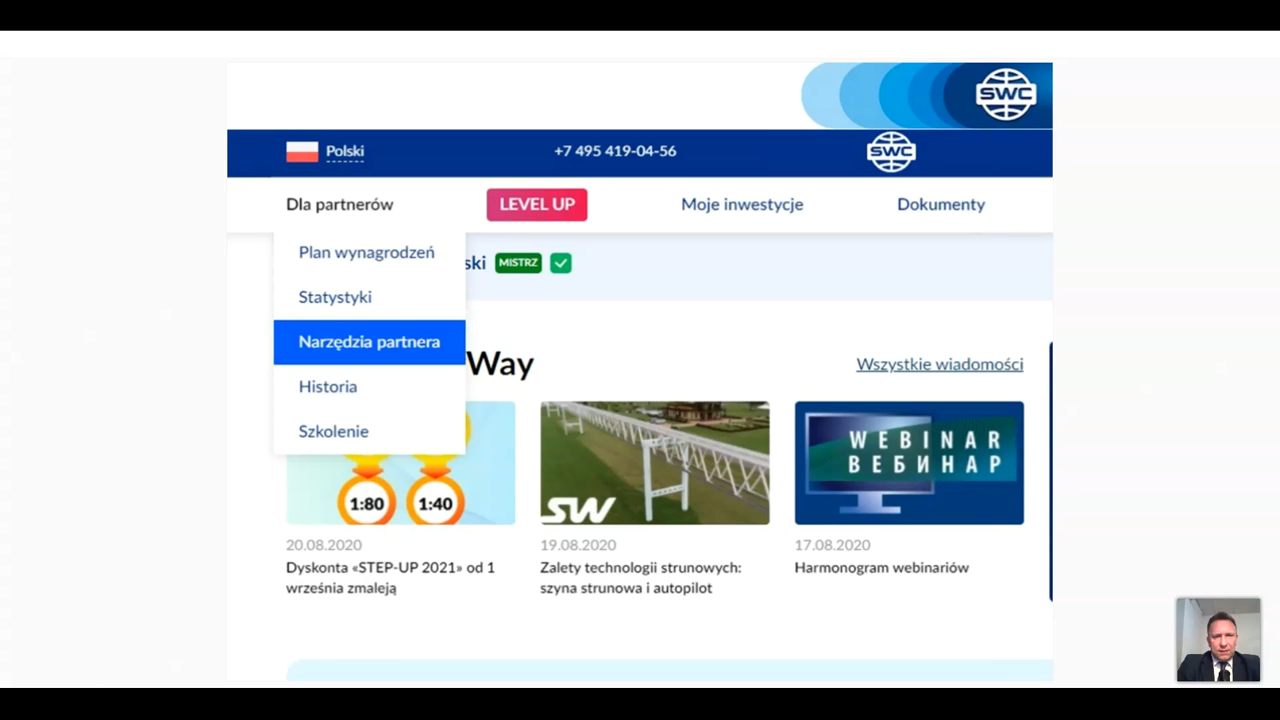 SWC
Polski
+7 495 419-04-56
SWC
Dla partnerów
LEVEL UP
Moje inwestycje
Dokumenty
Plan wynagrodzeń
ski MISTRZ
Statystyki
Narzędzia partnera
Way
Wszystkie wiadomości
Historia
Szkolenie
1:80
1:40
SW
WEBINAR
ВЕБИНАР
20.08.2020
Dyskonta «STEP-UP 2021» od 1
września zmaleją
19.08.2020
Zalety technologii strunowych:
szyna strunowa i autopilot
17.08.2020
Harmonogram webinariów